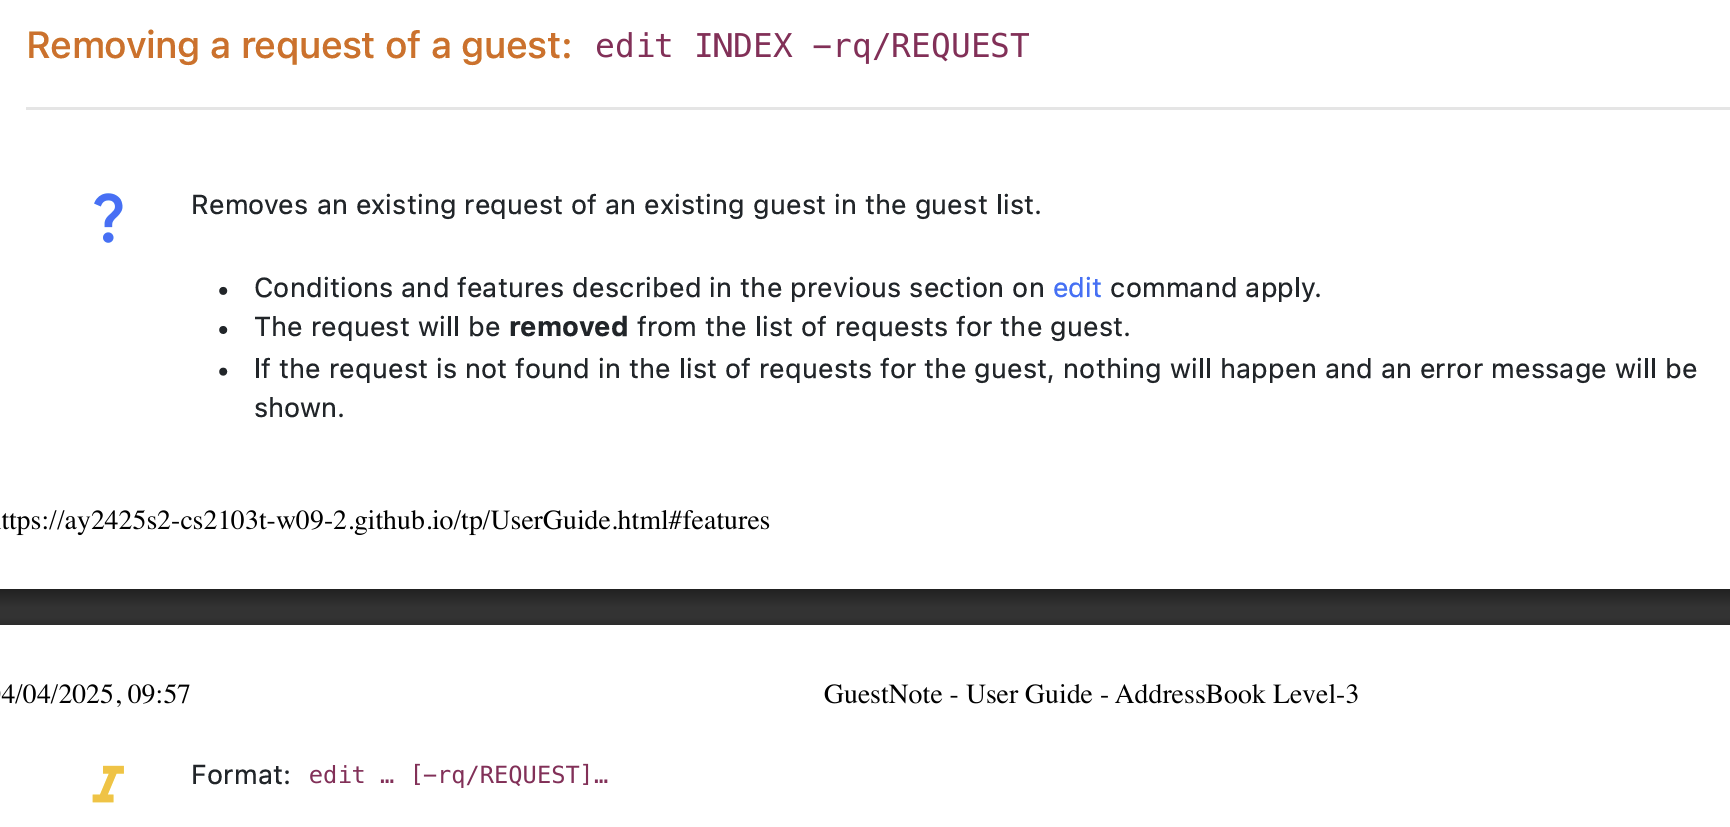 Removing a request of a guest: edit INDEX -rq/REQUEST
? Removes an existing request of an existing guest in the guest list.
• Conditions and features described in the previous section on edit command apply.
• The request will be removed from the list of requests for the guest.
• If the request is not found in the list of requests for the guest, nothing will happen and an error message will be
shown.
ttps://ay2425s2-cs2103t-w09-2.github.io/tp/UserGuide.html#features
4/04/2025, 09:57 GuestNote - User Guide - AddressBook Level-3
I Format: edit … [-rq/REQUEST]…